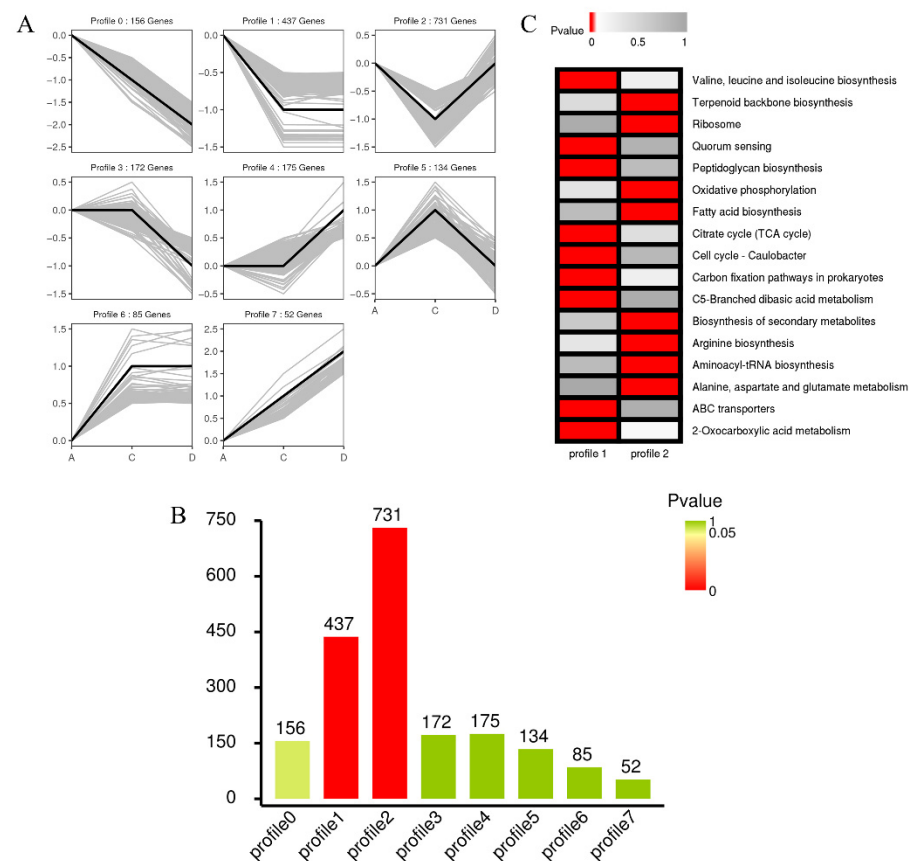 A
Profile 0 : 156 Genes
Profile 1 : 437 Genes
Profile 2 : 731 Genes
0.0
−0.5
−1.0
−1.5
−2.0
−2.5
0.0
−0.5
−1.0
−1.5
0.5
0.0
−0.5
−1.0
−1.5
Profile 3 : 172 Genes
Profile 4 : 175 Genes
Profile 5 : 134 Genes
0.5
0.0
−0.5
−1.0
−1.5
1.5
1.0
0.5
0.0
−0.5
1.5
1.0
0.5
0.0
−0.5
A C D
Profile 6 : 85 Genes
Profile 7 : 52 Genes
1.5
1.0
0.5
0.0
2.5
2.0
1.5
1.0
0.5
0.0
A C D
A C D
C
Pvalue
0 0.5 1
Valine, leucine and isoleucine biosynthesis
Terpenoid backbone biosynthesis
Ribosome
Quorum sensing
Peptidoglycan biosynthesis
Oxidative phosphorylation
Fatty acid biosynthesis
Citrate cycle (TCA cycle)
Cell cycle - Caulobacter
Carbon fixation pathways in prokaryotes
C5-Branched dibasic acid metabolism
Biosynthesis of secondary metabolites
Arginine biosynthesis
Aminoacyl-tRNA biosynthesis
Alanine, aspartate and glutamate metabolism
ABC transporters
2-Oxocarboxylic acid metabolism
profile 1 profile 2
B
750
600
450
300
150
0
156
437
731
172
175
134
85
52
profile0
profile1
profile2
profile3
profile4
profile5
profile6
profile7
Pvalue
1
0.05
0